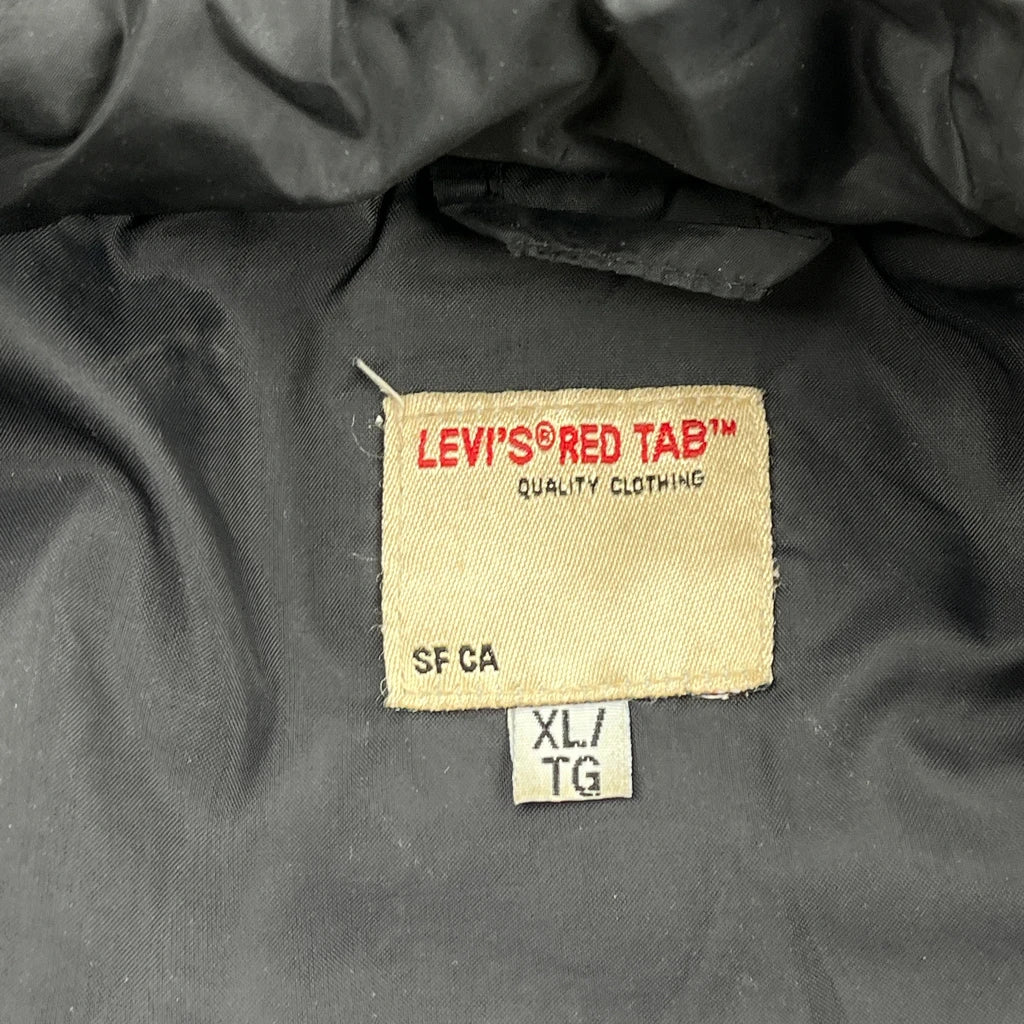 LEVI'S® RED TAB™
QUALITY CLOTHING
SF CA
XL/
TG